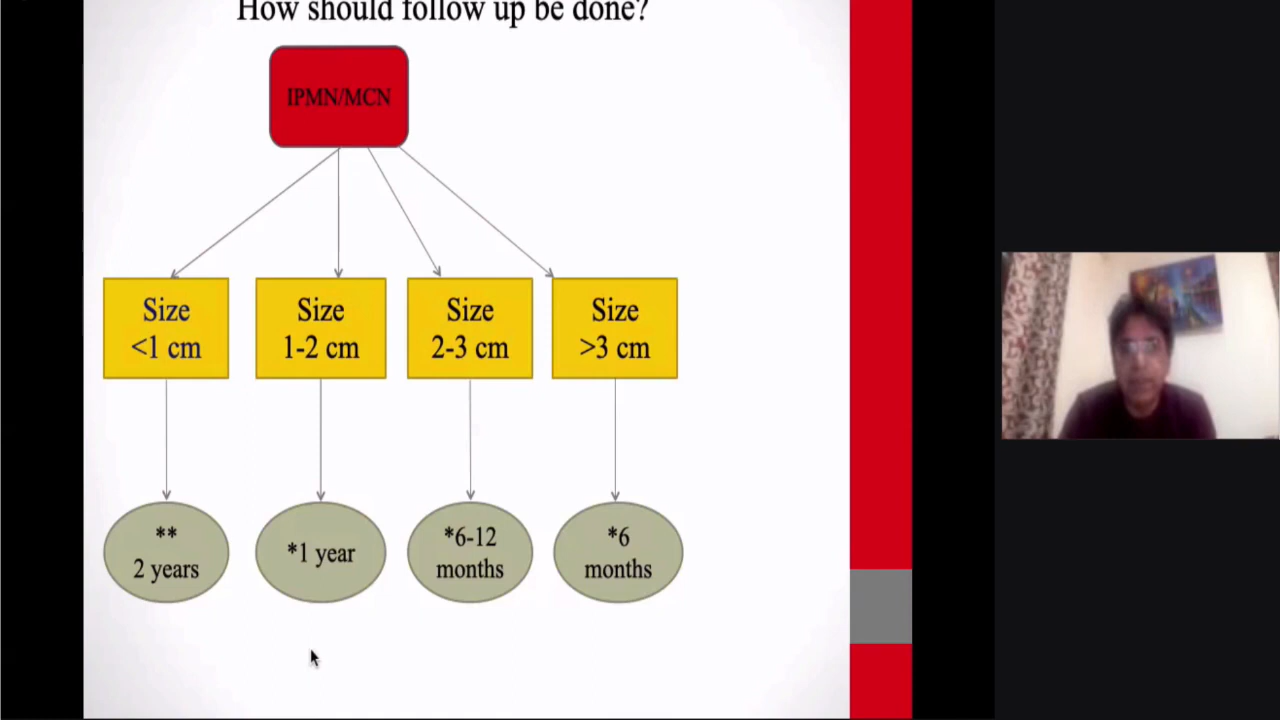 How should follow up be done?
IPMN/MCN
Size
<1 cm
Size
1-2 cm
Size
2-3 cm
Size
>3 cm
**
2 years
*1 year
*6-12
months
*6
months